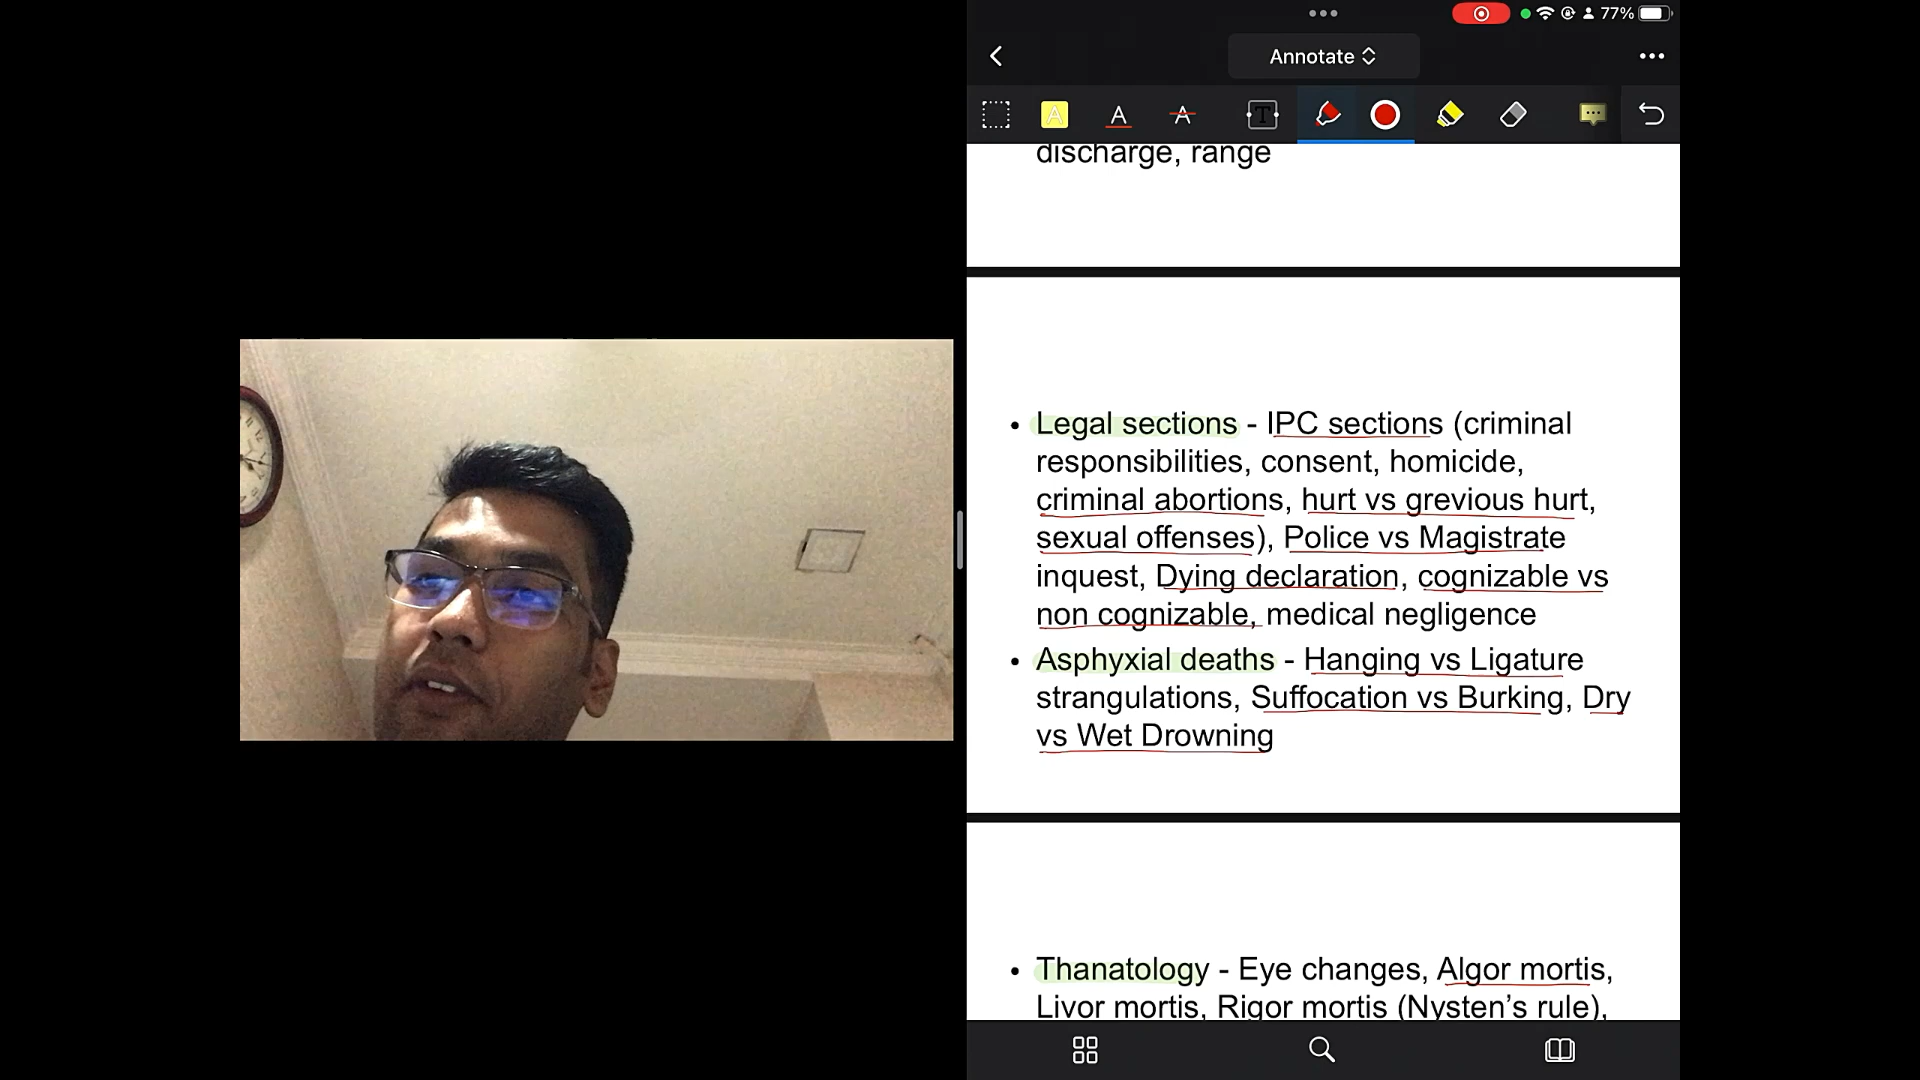 77%
Annotate
A A A T
discharge, range
• Legal sections - IPC sections (criminal
responsibilities, consent, homicide,
criminal abortions, hurt vs grevious hurt,
sexual offenses), Police vs Magistrate
inquest, Dying declaration, cognizable vs
non cognizable, medical negligence
• Asphyxial deaths - Hanging vs Ligature
strangulations, Suffocation vs Burking, Dry
vs Wet Drowning
• Thanatology - Eye changes, Algor mortis,
Livor mortis, Rigor mortis (Nysten’s rule),